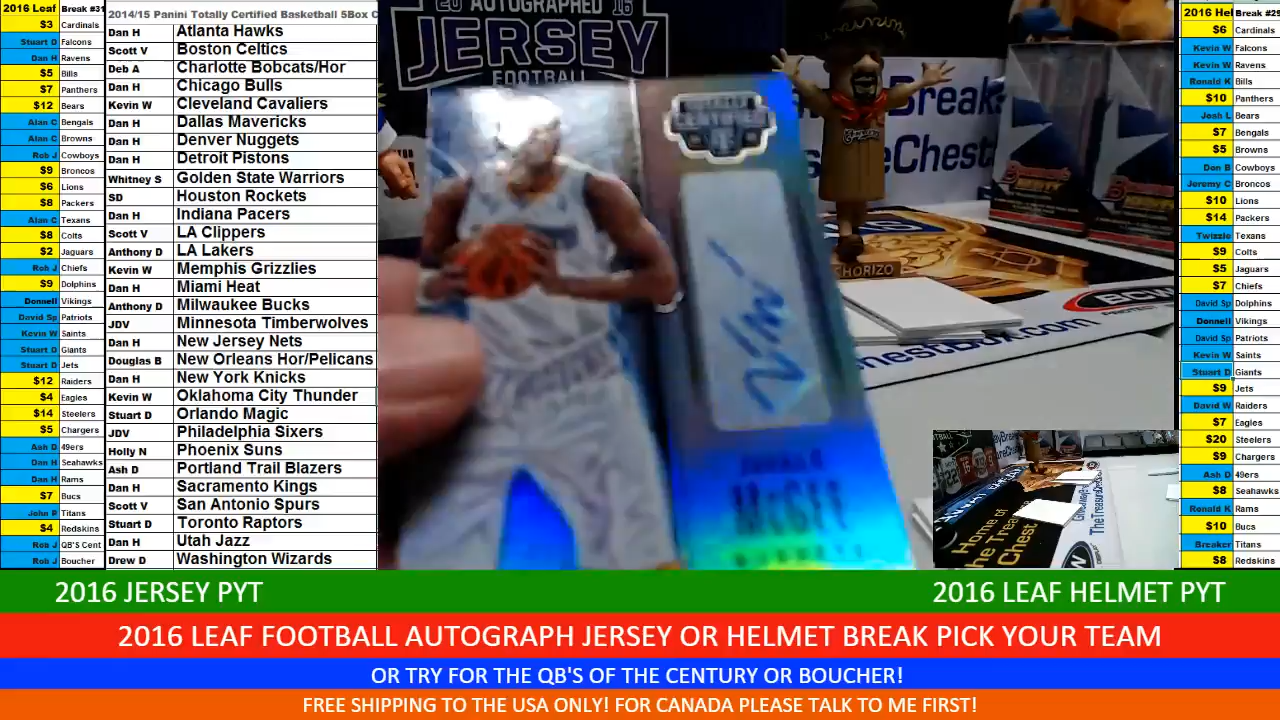 2016 Leaf Break #31
$3 Cardinals
Stuart D Falcons
Dan H Ravens
$5 Bills
$7 Panthers
$12 Bears
Alan C Bengals
Alan C Browns
Rob J Cowboys
$9 Broncos
$6 Lions
$8 Packers
Alan C Texans
$8 Colts
$2 Jaguars
Rob J Chiefs
$9 Dolphins
Donnell Vikings
David Sp Patriots
Kevin W Saints
Stuart D Giants
Stuart D Jets
$12 Raiders
$4 Eagles
$14 Steelers
$5 Chargers
Ash D 49ers
Dan H Seahawks
Dan H Rams
$7 Bucs
John P Titans
$4 Redskins
Rob J QB'S Cent
Rob J Boucher
2014/15 Panini Totally Certified Basketball 5Box C
Dan H Atlanta Hawks
Scott V Boston Celtics
Deb A Charlotte Bobcats/Hor
Dan H Chicago Bulls
Kevin W Cleveland Cavaliers
Dan H Dallas Mavericks
Dan H Denver Nuggets
Dan H Detroit Pistons
Whitney S Golden State Warriors
SD Houston Rockets
Dan H Indiana Pacers
Scott V LA Clippers
Anthony D LA Lakers
Kevin W Memphis Grizzlies
Dan H Miami Heat
Anthony D Milwaukee Bucks
JDV Minnesota Timberwolves
Dan H New Jersey Nets
Douglas B New Orleans Hor/Pelicans
Dan H New York Knicks
Kevin W Oklahoma City Thunder
Stuart D Orlando Magic
JDV Philadelphia Sixers
Holly N Phoenix Suns
Ash D Portland Trail Blazers
Dan H Sacramento Kings
Scott V San Antonio Spurs
Stuart D Toronto Raptors
Dan H Utah Jazz
Drew D Washington Wizards
20 AUTOGRAPHED 16
JERSEY
FOOTBALL
McGEE
CHORIZO
Break
Chest
BCW
Home of
the Trea
Chest
2016 Hel Break #29
$6 Cardinals
Kevin W Falcons
Kevin W Ravens
Ronald K Bills
$10 Panthers
Josh L Bears
$7 Bengals
$5 Browns
Don B Cowboys
Jeremy C Broncos
$10 Lions
$14 Packers
Twizzle Texans
$9 Colts
$5 Jaguars
$7 Chiefs
David Sp Dolphins
Donnell Vikings
David Sp Patriots
Kevin W Saints
Stuart D Giants
$9 Jets
David W Raiders
$7 Eagles
$20 Steelers
$9 Chargers
Ash D 49ers
$8 Seahawks
Ronald K Rams
$10 Bucs
Breaker Titans
$8 Redskins
2016 JERSEY PYT
2016 LEAF HELMET PYT
2016 LEAF FOOTBALL AUTOGRAPH JERSEY OR HELMET BREAK PICK YOUR TEAM
OR TRY FOR THE QB'S OF THE CENTURY OR BOUCHER!
FREE SHIPPING TO THE USA ONLY! FOR CANADA PLEASE TALK TO ME FIRST!